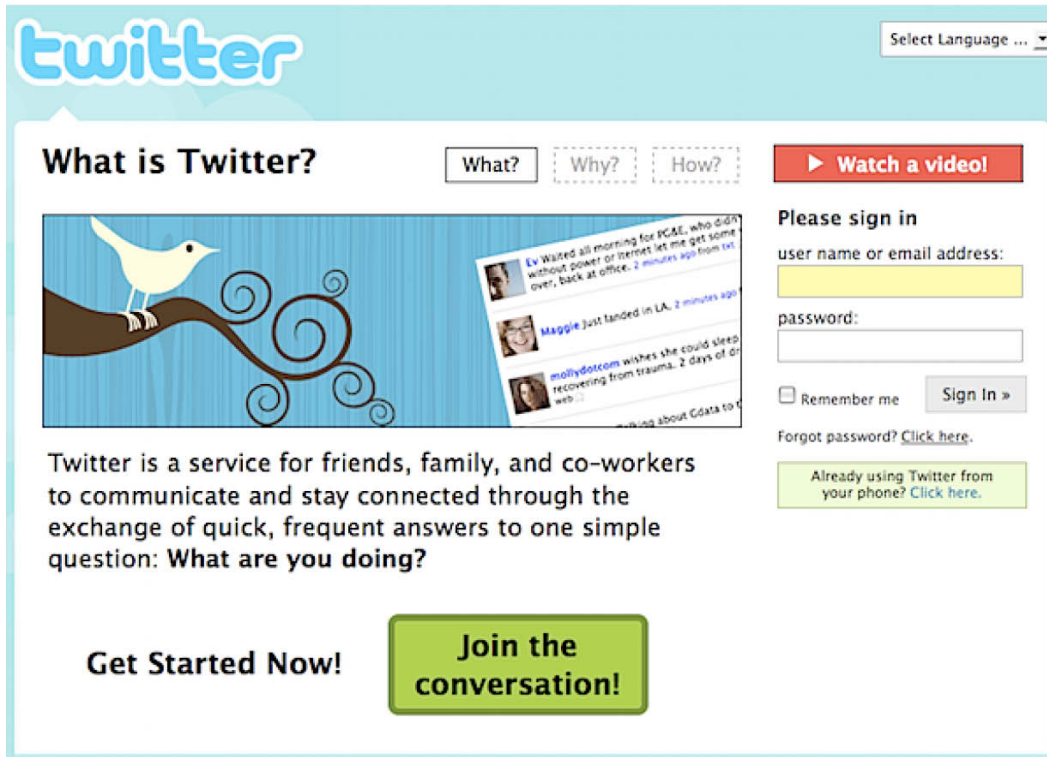 twitter
Select Language ...
What is Twitter?
What?
Why?
How?
Watch a video!
Ev Waited all morning for PG&E, who didn'
without power or iternet let me get some
over, back at office. 2 minutes ago from txt
Maggie Just landed in LA, 2 minutes ago
mollydotcom wishes she could sleep
recovering from trauma. 2 days of dr
web
lking about Gdata to t
Please sign in
user name or email address:
password:
Remember me
Sign In »
Forgot password? Click here.
Already using Twitter from
your phone? Click here.
Twitter is a service for friends, family, and co-workers
to communicate and stay connected through the
exchange of quick, frequent answers to one simple
question: What are you doing?
Get Started Now!
Join the
conversation!